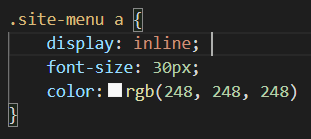 .site-menu a {
    display: inline;
    font-size: 30px;
    color: rgb(248, 248, 248)
}